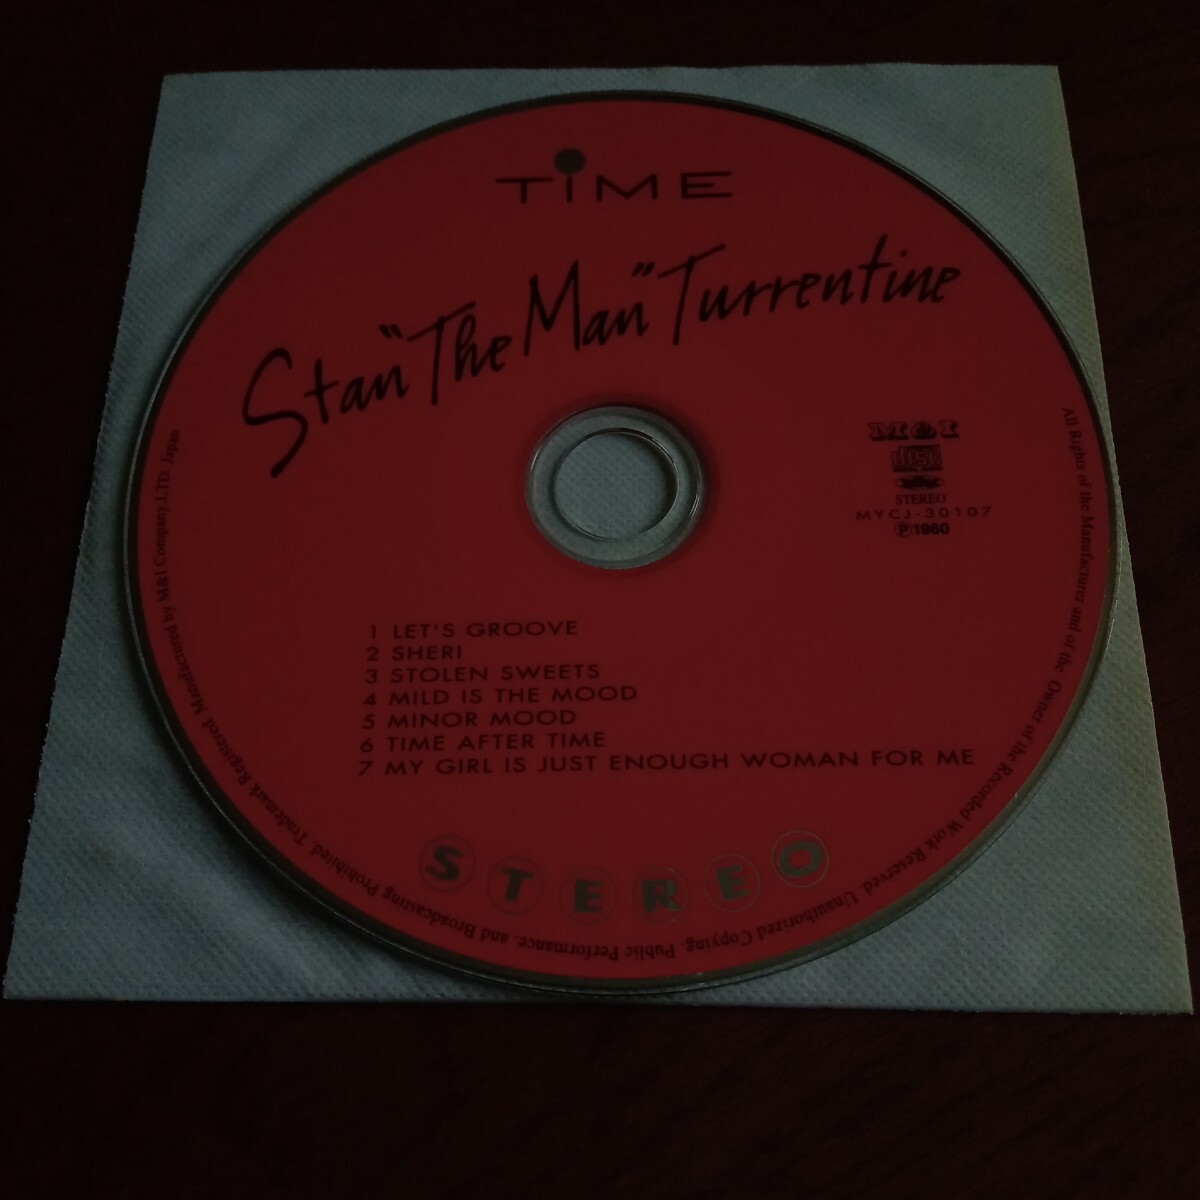 TiME
Stan "The Man" Turrentine
M&I
STEREO
MYCJ-30107
Ⓟ1960
1 LET'S GROOVE
2 SHERI
3 STOLEN SWEETS
4 MILD IS THE MOOD
5 MINOR MOOD
6 TIME AFTER TIME
7 MY GIRL IS JUST ENOUGH WOMAN FOR ME
STEREO
All Rights of the Manufacturer and of the Owner of the Recorded Work Reserved. Unauthorized Copying, Public Performance, and Broadcasting Prohibited. Trademark Registered. Manufactured by M&I Company,LTD. Japan